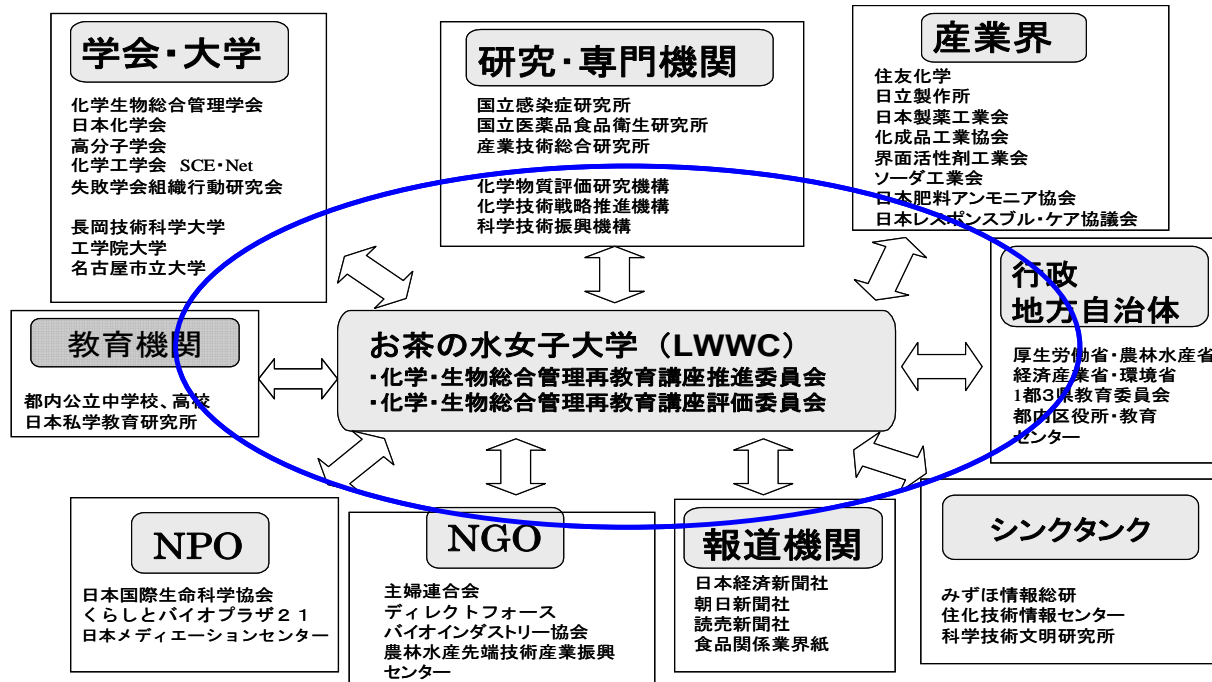 学会・大学
化学生物総合管理学会
日本化学会
高分子学会
化学工学会 SCE・Net
失敗学会組織行動研究会
長岡技術科学大学
工学院大学
名古屋市立大学
研究・専門機関
国立感染症研究所
国立医薬品食品衛生研究所
産業技術総合研究所
化学物質評価研究機構
化学技術戦略推進機構
科学技術振興機構
産業界
住友化学
日立製作所
日本製薬工業会
化成品工業協会
界面活性剤工業会
ソーダ工業会
日本肥料アンモニア協会
日本レスポンスブル・ケア協議会
行政
地方自治体
厚生労働省・農林水産省
経済産業省・環境省
1都3県教育委員会
都内区役所・教育
センター
教育機関
都内公立中学校、高校
日本私学教育研究所
お茶の水女子大学（LWWC）
・化学・生物総合管理再教育講座推進委員会
・化学・生物総合管理再教育講座評価委員会
NPO
日本国際生命科学協会
くらしとバイオプラザ２１
日本メディエーションセンター
NGO
主婦連合会
ディレクトフォース
バイオインダストリー協会
農林水産先端技術産業振興
センター
報道機関
日本経済新聞社
朝日新聞社
読売新聞社
食品関係業界紙
シンクタンク
みずほ情報総研
住化技術情報センター
科学技術文明研究所